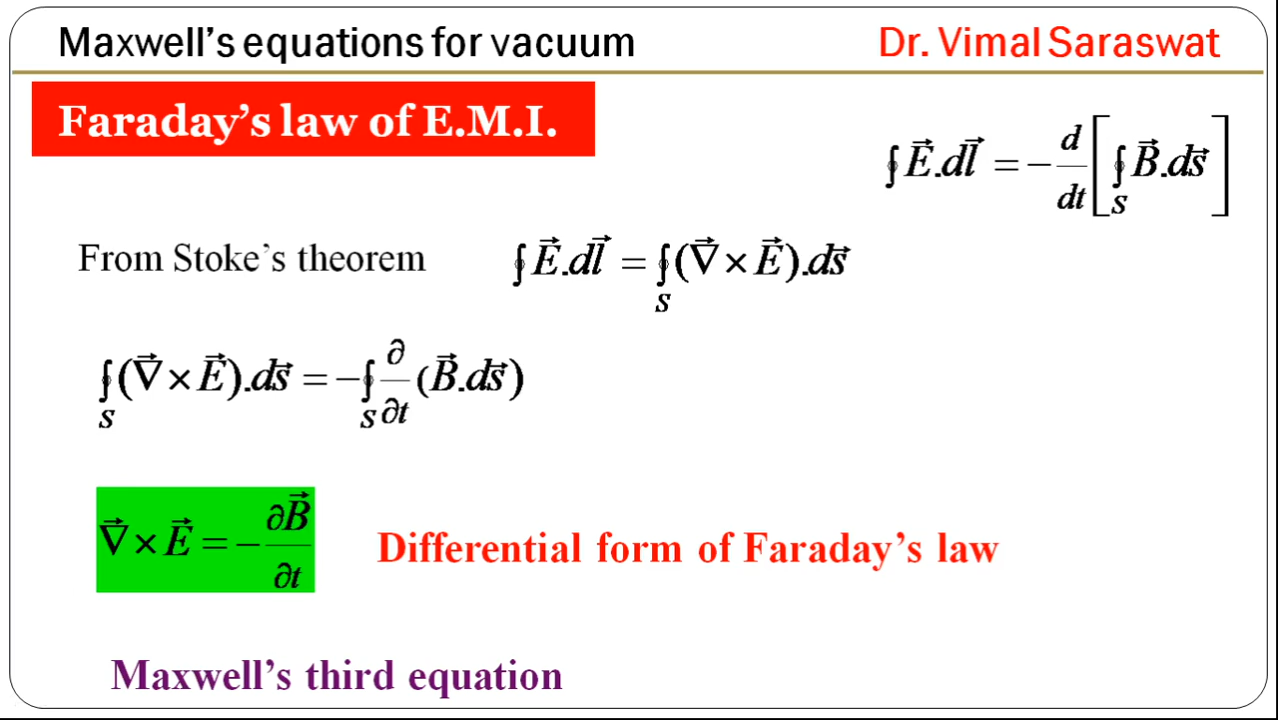 Maxwell's equations for vacuum Dr. Vimal Saraswat
Faraday's law of E.M.I.
∮ E⃗.dl⃗ = − d/dt [ ∮_S B⃗.ds⃗ ]
From Stoke's theorem ∮ E⃗.dl⃗ = ∮_S (∇⃗ × E⃗).ds⃗
∮_S (∇⃗ × E⃗).ds⃗ = −∮_S ∂/∂t (B⃗.ds⃗)
∇⃗ × E⃗ = − ∂B⃗/∂t Differential form of Faraday's law
Maxwell's third equation